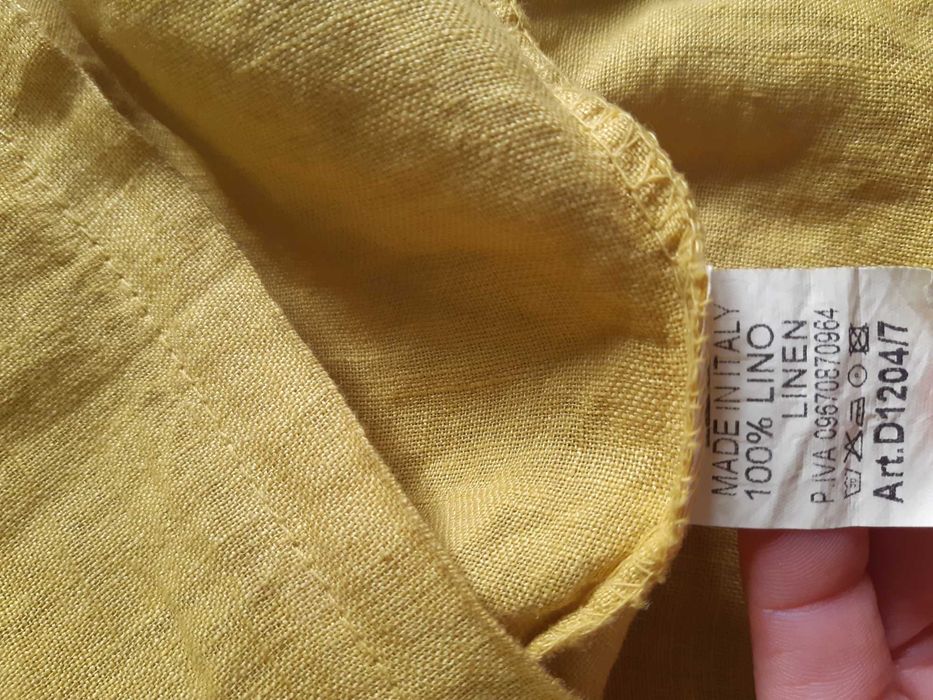 MADE IN ITALY
100% LINO
LINEN
P.IVA 09670870964
Art.D1204/7